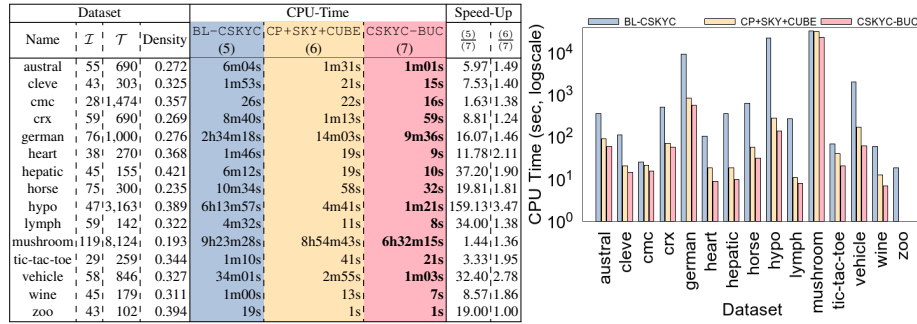 Dataset CPU-Time Speed-Up
Name I T Density BL-CSKYC (5) CP+SKY+CUBE (6) CSKYC-BUC (7) (5)/(7) (6)/(7)
austral 55 690 0.272 6m04s 1m31s 1m01s 5.97 1.49
cleve 43 303 0.325 1m53s 21s 15s 7.53 1.40
cmc 28 1,474 0.357 26s 22s 16s 1.63 1.38
crx 59 690 0.269 8m40s 1m13s 59s 8.81 1.24
german 76 1,000 0.276 2h34m18s 14m03s 9m36s 16.07 1.46
heart 38 270 0.368 1m46s 19s 9s 11.78 2.11
hepatic 45 155 0.421 6m12s 19s 10s 37.20 1.90
horse 75 300 0.235 10m34s 58s 32s 19.81 1.81
hypo 47 3,163 0.389 6h13m57s 4m41s 1m21s 159.13 3.47
lymph 59 142 0.322 4m32s 11s 8s 34.00 1.38
mushroom 119 8,124 0.193 9h23m28s 8h54m43s 6h32m15s 1.44 1.36
tic-tac-toe 29 259 0.344 1m10s 41s 21s 3.33 1.95
vehicle 58 846 0.327 34m01s 2m55s 1m03s 32.40 2.78
wine 45 179 0.311 1m00s 13s 7s 8.57 1.86
zoo 43 102 0.394 19s 1s 1s 19.00 1.00
BL-CSKYC CP+SKY+CUBE CSKYC-BUC
CPU Time (sec, logscale)
10^4
10^3
10^2
10^1
10^0
austral
cleve
cmc
crx
german
heart
hepatic
horse
hypo
lymph
mushroom
tic-tac-toe
vehicle
wine
zoo
Dataset